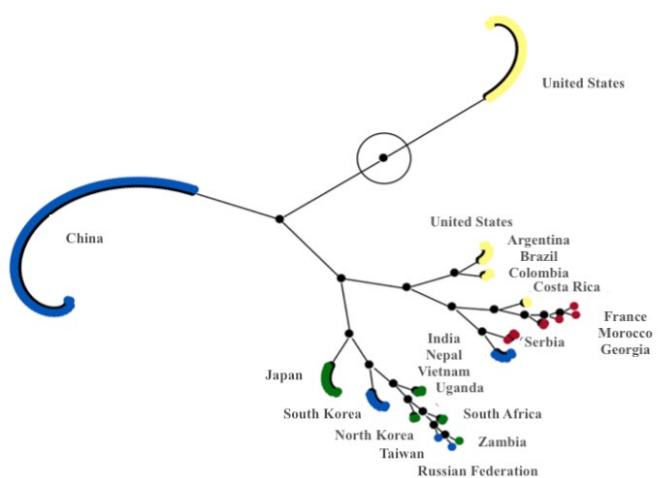 United States
China
United States
Argentina
Brazil
Colombia
Costa Rica
France
Morocco
Georgia
Serbia
India
Nepal
Vietnam
Uganda
Japan
South Korea
South Africa
North Korea
Zambia
Taiwan
Russian Federation